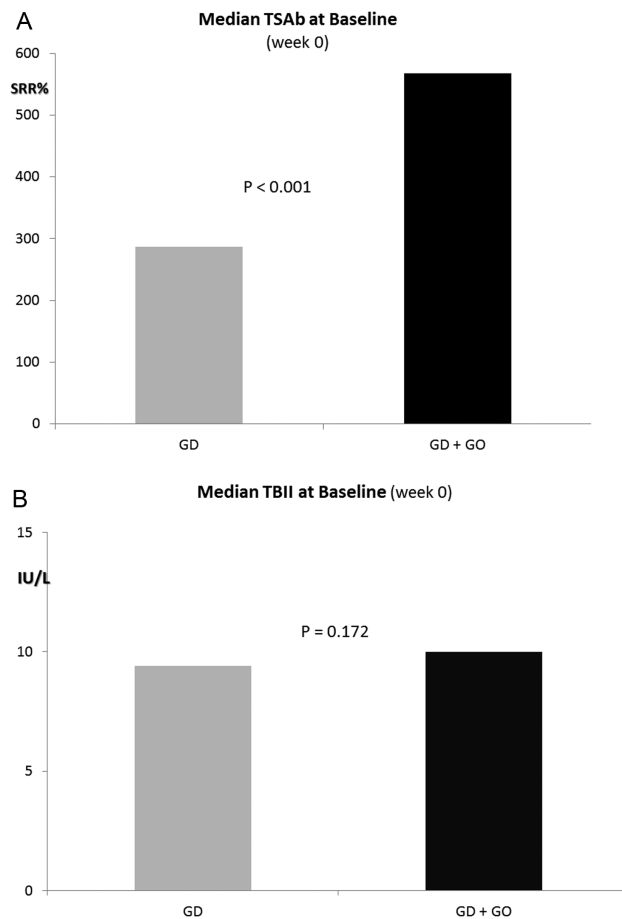 A
Median TSAb at Baseline
(week 0)
600
SRR%
500
400
P < 0.001
300
200
100
0
GD
GD + GO
B
Median TBII at Baseline (week 0)
15
IU/L
P = 0.172
10
5
0
GD
GD + GO